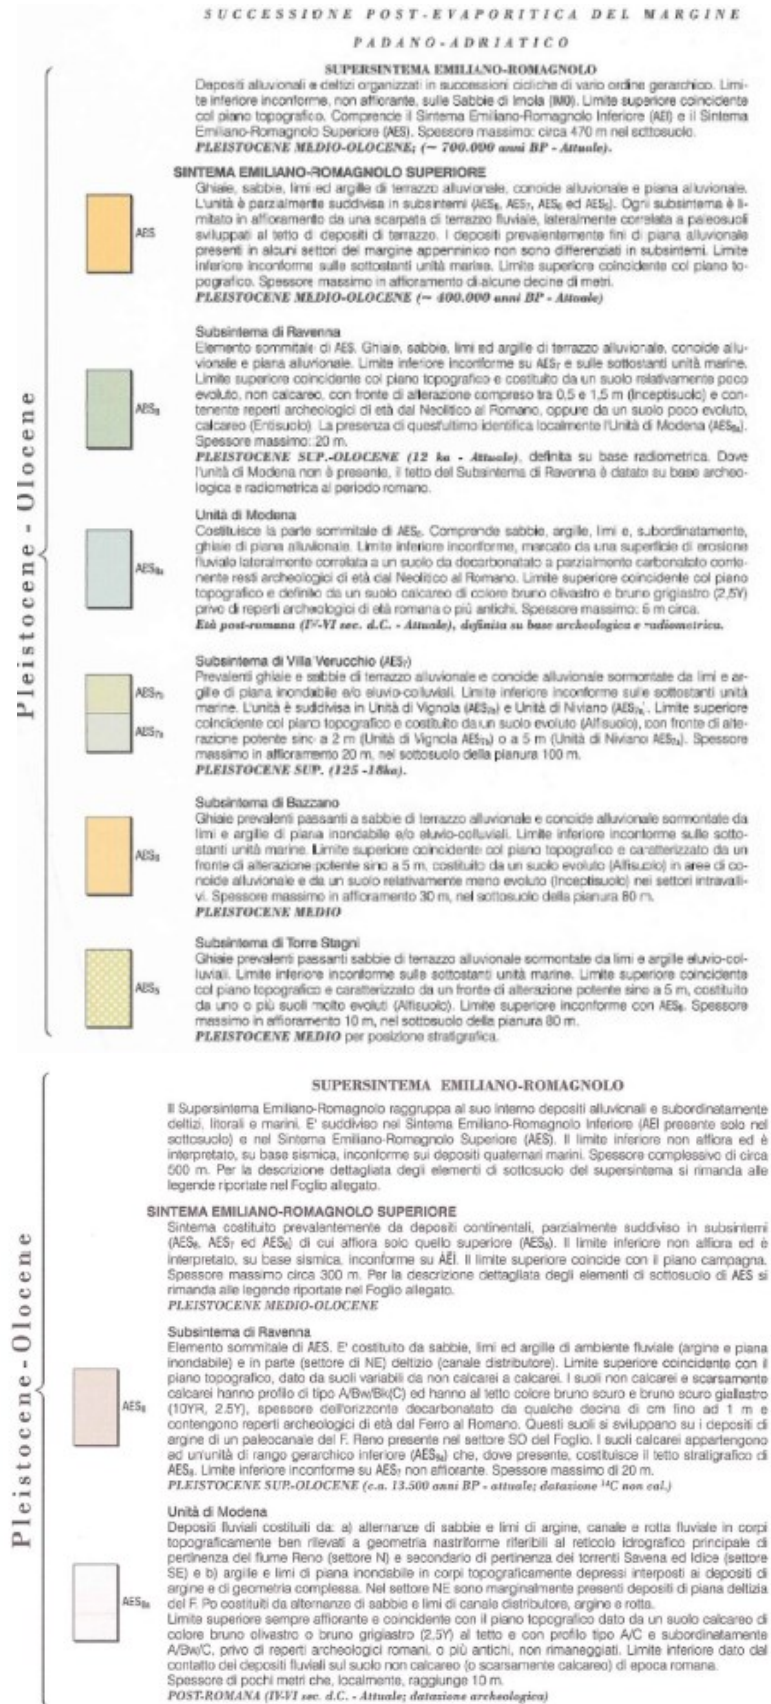 SUCCESSIONE POST-EVAPORITICA DEL MARGINE
PADANO-ADRIATICO
SUPERSINTEMA EMILIANO-ROMAGNOLO
Depositi alluvionali e deltizi organizzati in successioni cicliche di vario ordine gerarchico. Limi-
te inferiore inconforme, non affiorante, sulle Sabbie di Imola (IMO). Limite superiore coincidente
col piano topografico. Comprende il Sintema Emiliano-Romagnolo Inferiore (AEI) e il Sintema
Emiliano-Romagnolo Superiore (AES). Spessore massimo: circa 470 m nel sottosuolo.
PLEISTOCENE MEDIO-OLOCENE; (~ 700.000 anni BP - Attuale).
SINTEMA EMILIANO-ROMAGNOLO SUPERIORE
Ghiaie, sabbie, limi ed argille di terrazzo alluvionale, conoide alluvionale e piana alluvionale.
L'unità è parzialmente suddivisa in subsintemi (AES8, AES7, AES6 ed AES5). Ogni subsintema è li-
mitato in affioramento da una scarpata di terrazzo fluviale, lateralmente correlata a paleosuoli
sviluppati al tetto di depositi di terrazzo. I depositi prevalentemente fini di piana alluvionale
presenti in alcuni settori del margine appenninico non sono differenziati in subsintemi. Limite
inferiore inconforme sulle sottostanti unità marine. Limite superiore coincidente col piano to-
pografico. Spessore massimo in affioramento di alcune decine di metri.
PLEISTOCENE MEDIO-OLOCENE (~ 400.000 anni BP - Attuale)
AES
Subsintema di Ravenna
Elemento sommitale di AES. Ghiaie, sabbie, limi ed argille di terrazzo alluvionale, conoide allu-
vionale e piana alluvionale. Limite inferiore inconforme su AES7 e sulle sottostanti unità marine.
Limite superiore coincidente col piano topografico e costituito da un suolo relativamente poco
evoluto, non calcareo, con fronte di alterazione compreso tra 0,5 e 1,5 m (Inceptisuolo) e con-
tenente reperti archeologici di età dal Neolitico al Romano, oppure da un suolo poco evoluto,
calcareo (Entisuolo). La presenza di quest'ultimo identifica localmente l'Unità di Modena (AES8a).
Spessore massimo: 20 m.
PLEISTOCENE SUP.-OLOCENE (12 ka - Attuale), definita su base radiometrica. Dove
l'unità di Modena non è presente, il tetto del Subsintema di Ravenna è datato su base archeo-
logica e radiometrica al periodo romano.
AES8
Unità di Modena
Costituisce la parte sommitale di AES8. Comprende sabbie, argille, limi e, subordinatamente,
ghiaie di piana alluvionale. Limite inferiore inconforme, marcato da una superficie di erosione
fluviale lateralmente correlata a un suolo da decarbonatato a parzialmente carbonatato conte-
nente resti archeologici di età dal Neolitico al Romano. Limite superiore coincidente col piano
topografico e definito da un suolo calcareo di colore bruno olivastro e bruno grigiastro (2,5Y)
privo di reperti archeologici di età romana o più antichi. Spessore massimo: 6 m circa.
Età post-romana (IV-VI sec. d.C. - Attuale), definita su base archeologica e radiometrica.
AES8a
Subsintema di Villa Verucchio (AES7)
Prevalenti ghiaie e sabbie di terrazzo alluvionale e conoide alluvionale sormontate da limi e ar-
gille di piana inondabile e/o eluvio-colluviali. Limite inferiore inconforme sulle sottostanti unità
marine. L'unità è suddivisa in Unità di Vignola (AES7b) e Unità di Niviano (AES7a). Limite superiore
coincidente col piano topografico e costituito da un suolo evoluto (Alfisuolo), con fronte di alte-
razione potente sino a 2 m (Unità di Vignola AES7b) o a 5 m (Unità di Niviano AES7a). Spessore
massimo in affioramento 20 m, nel sottosuolo della pianura 100 m.
PLEISTOCENE SUP. (125 -18ka).
AES7b
AES7a
Subsintema di Bazzano
Ghiaie prevalenti passanti a sabbie di terrazzo alluvionale e conoide alluvionale sormontate da
limi e argille di piana inondabile e/o eluvio-colluviali. Limite inferiore inconforme sulle sotto-
stanti unità marine. Limite superiore coincidente col piano topografico e caratterizzato da un
fronte di alterazione potente sino a 5 m, costituito da un suolo evoluto (Alfisuolo) in aree di co-
noide alluvionale e da un suolo relativamente meno evoluto (Inceptisuolo) nei settori intravalli-
vi. Spessore massimo in affioramento 30 m, nel sottosuolo della pianura 80 m.
PLEISTOCENE MEDIO
AES6
Subsintema di Torre Stagni
Ghiaie prevalenti passanti sabbie di terrazzo alluvionale sormontate da limi e argille eluvio-col-
luviali. Limite inferiore inconforme sulle sottostanti unità marine. Limite superiore coincidente
col piano topografico e caratterizzato da un fronte di alterazione potente sino a 5 m, costituito
da uno o più suoli molto evoluti (Alfisuolo). Limite superiore inconforme con AES6. Spessore
massimo in affioramento 10 m, nel sottosuolo della pianura 80 m.
PLEISTOCENE MEDIO per posizione stratigrafica.
AES5
Pleistocene - Olocene
SUPERSINTEMA EMILIANO-ROMAGNOLO
Il Supersintema Emiliano-Romagnolo raggruppa al suo interno depositi alluvionali e subordinatamente
deltizi, litorali e marini. E' suddiviso nel Sintema Emiliano-Romagnolo Inferiore (AEI presente solo nel
sottosuolo) e nel Sintema Emiliano-Romagnolo Superiore (AES). Il limite inferiore non affiora ed è
interpretato, su base sismica, inconforme sui depositi quaternari marini. Spessore complessivo di circa
500 m. Per la descrizione dettagliata degli elementi di sottosuolo del supersintema si rimanda alle
legende riportate nel Foglio allegato.
SINTEMA EMILIANO-ROMAGNOLO SUPERIORE
Sintema costituito prevalentemente da depositi continentali, parzialmente suddiviso in subsintemi
(AES8, AES7 ed AES6) di cui affiora solo quello superiore (AES8). Il limite inferiore non affiora ed è
interpretato, su base sismica, inconforme su AEI. Il limite superiore coincide con il piano campagna.
Spessore massimo circa 300 m. Per la descrizione dettagliata degli elementi di sottosuolo di AES si
rimanda alle legende riportate nel Foglio allegato.
PLEISTOCENE MEDIO-OLOCENE
Subsintema di Ravenna
Elemento sommitale di AES. E' costituito da sabbie, limi ed argille di ambiente fluviale (argine e piana
inondabile) e in parte (settore di NE) deltizio (canale distributore). Limite superiore coincidente con il
piano topografico, dato da suoli variabili da non calcarei a calcarei. I suoli non calcarei e scarsamente
calcarei hanno profilo di tipo A/Bw/Bk(C) ed hanno al tetto colore bruno scuro e bruno scuro giallastro
(10YR, 2.5Y), spessore dell'orizzonte decarbonatato da qualche decina di cm fino ad 1 m e
contengono reperti archeologici di età dal Ferro al Romano. Questi suoli si sviluppano su i depositi di
argine di un paleocanale del F. Reno presente nel settore SO del Foglio. I suoli calcarei appartengono
ad un'unità di rango gerarchico inferiore (AES8a) che, dove presente, costituisce il tetto stratigrafico di
AES8. Limite inferiore inconforme su AES7 non affiorante. Spessore massimo di 20 m.
PLEISTOCENE SUP.-OLOCENE (c.a. 13.500 anni BP - attuale; datazione 14C non cal.)
AES8
Unità di Modena
Depositi fluviali costituiti da: a) alternanze di sabbie e limi di argine, canale e rotta fluviale in corpi
topograficamente ben rilevati a geometria nastriforme riferibili al reticolo idrografico principale di
pertinenza del fiume Reno (settore N) e secondario di pertinenza dei torrenti Savena ed Idice (settore
SE) e b) argille e limi di piana inondabile in corpi topograficamente depressi interposti ai depositi di
argine e di geometria complessa. Nel settore NE sono marginalmente presenti depositi di piana deltizia
del F. Po costituiti da alternanze di sabbie e limi di canale distributore, argine e rotta.
Limite superiore sempre affiorante e coincidente con il piano topografico dato da un suolo calcareo di
colore bruno olivastro o bruno grigiastro (2,5Y) al tetto e con profilo tipo A/C e subordinatamente
A/Bw/C, privo di reperti archeologici romani, o più antichi, non rimaneggiati. Limite inferiore dato dal
contatto dei depositi fluviali sul suolo non calcareo (o scarsamente calcareo) di epoca romana.
Spessore di pochi metri che, localmente, raggiunge 10 m.
POST-ROMANA (IV-VI sec. d.C. - Attuale; datazione archeologica)
AES8a
Pleistocene - Olocene